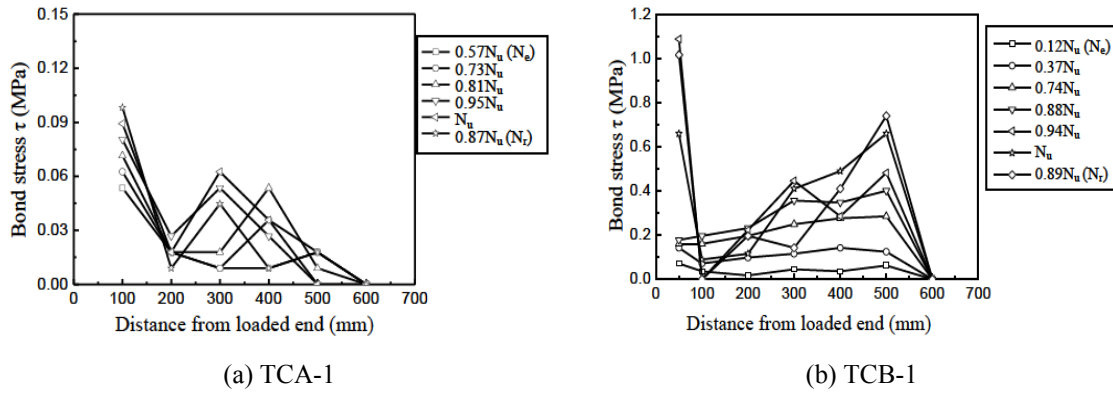 0.15
0.12
0.09
0.06
0.03
0.00
Bond stress τ (MPa)
0 100 200 300 400 500 600 700
Distance from loaded end (mm)
0.57Nu (Ne)
0.73Nu
0.81Nu
0.95Nu
Nu
0.87Nu (Nr)
(a) TCA-1
1.2
1.0
0.8
0.6
0.4
0.2
0.0
Bond stress τ (MPa)
0 100 200 300 400 500 600 700
Distance from loaded end (mm)
0.12Nu (Ne)
0.37Nu
0.74Nu
0.88Nu
0.94Nu
Nu
0.89Nu (Nr)
(b) TCB-1